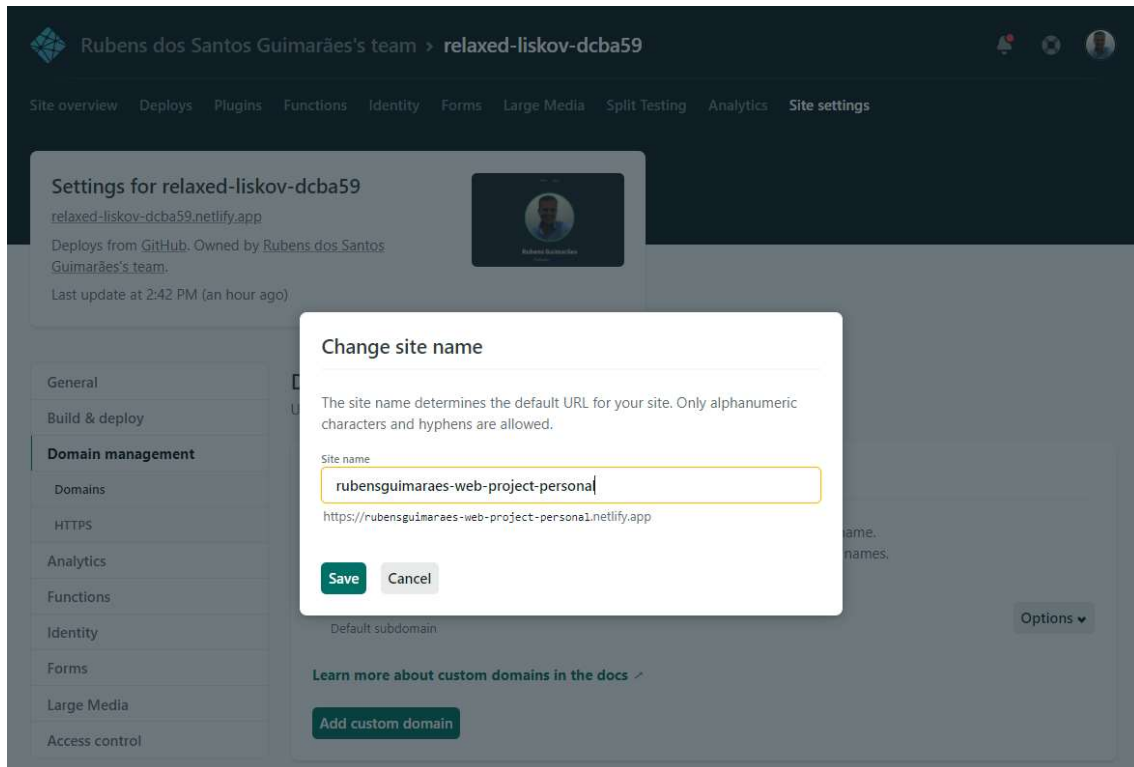 Rubens dos Santos Guimarães's team > relaxed-liskov-dcba59
Site overview Deploys Plugins Functions Identity Forms Large Media Split Testing Analytics Site settings
Settings for relaxed-liskov-dcba59
relaxed-liskov-dcba59.netlify.app
Deploys from GitHub. Owned by Rubens dos Santos
Guimarães's team.
Last update at 2:42 PM (an hour ago)
Rubens Guimarães
General
Build & deploy
Domain management
Domains
HTTPS
Analytics
Functions
Identity
Forms
Large Media
Access control
D
U
Change site name
The site name determines the default URL for your site. Only alphanumeric
characters and hyphens are allowed.
Site name
rubensguimaraes-web-project-personal
https://rubensguimaraes-web-project-personal.netlify.app
Save Cancel
name.
names.
Default subdomain
Options
Learn more about custom domains in the docs ↗
Add custom domain